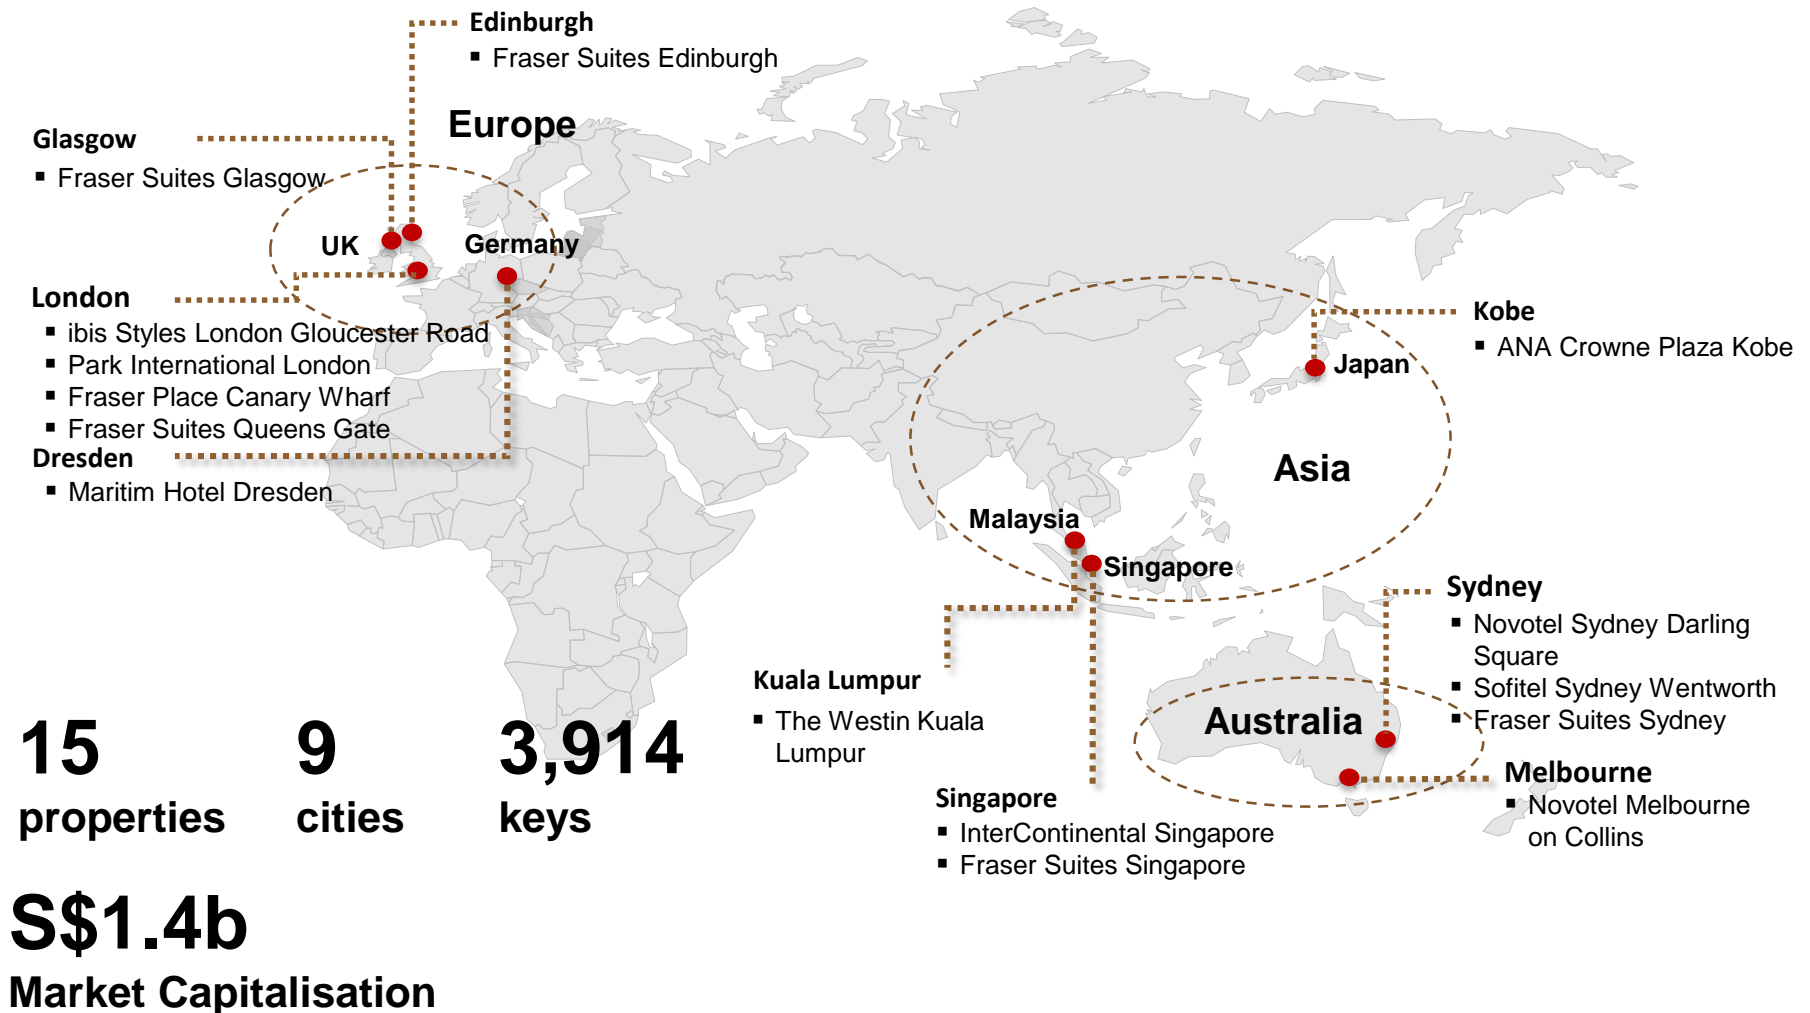 Edinburgh
▪ Fraser Suites Edinburgh
Europe
Glasgow
▪ Fraser Suites Glasgow
UK
Germany
London
▪ ibis Styles London Gloucester Road
▪ Park International London
▪ Fraser Place Canary Wharf
▪ Fraser Suites Queens Gate
Dresden
▪ Maritim Hotel Dresden
Kobe
▪ ANA Crowne Plaza Kobe
Japan
Asia
Malaysia
Singapore
Sydney
▪ Novotel Sydney Darling
Square
▪ Sofitel Sydney Wentworth
▪ Fraser Suites Sydney
Kuala Lumpur
▪ The Westin Kuala
Lumpur
Australia
Melbourne
▪ Novotel Melbourne
on Collins
Singapore
▪ InterContinental Singapore
▪ Fraser Suites Singapore
15
properties
9
cities
3,914
keys
S$1.4b
Market Capitalisation